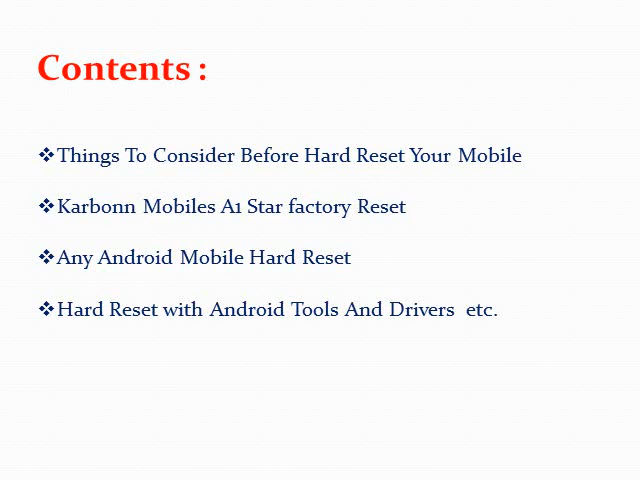 Contents :
❖Things To Consider Before Hard Reset Your Mobile
❖Karbonn Mobiles A1 Star factory Reset
❖Any Android Mobile Hard Reset
❖Hard Reset with Android Tools And Drivers etc.